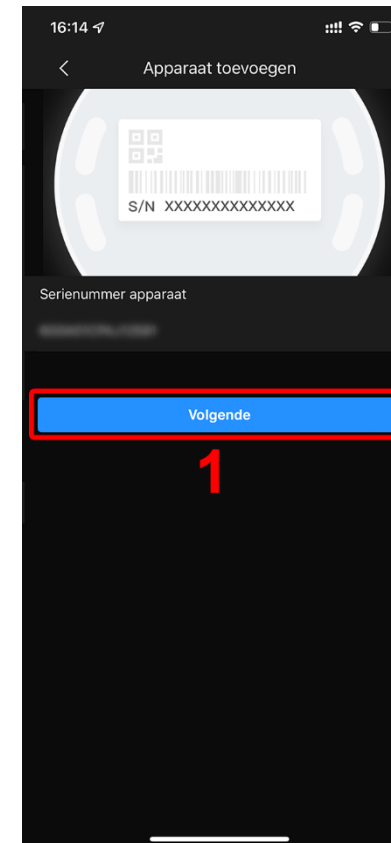 16:14
Apparaat toevoegen
S/N XXXXXXXXXXXXXX
Serienummer apparaat
Volgende
1